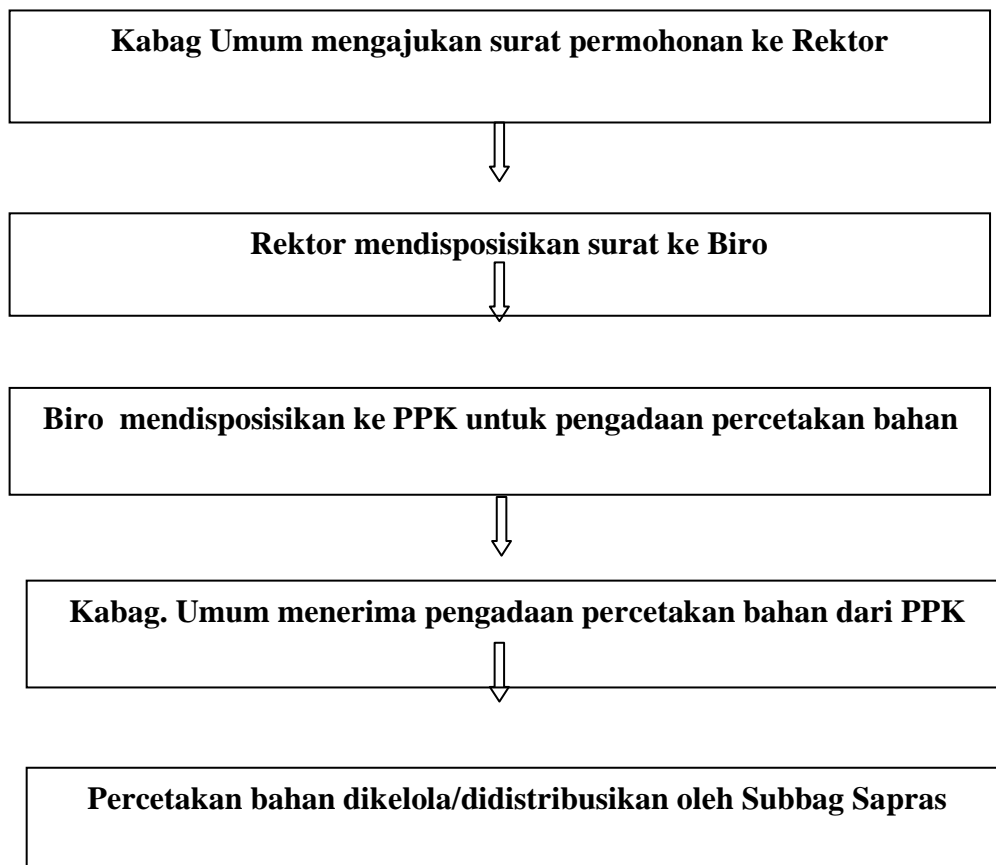 Kabag Umum mengajukan surat permohonan ke Rektor
Rektor mendisposisikan surat ke Biro
Biro mendisposisikan ke PPK untuk pengadaan percetakan bahan
Kabag. Umum menerima pengadaan percetakan bahan dari PPK
Percetakan bahan dikelola/didistribusikan oleh Subbag Sapras